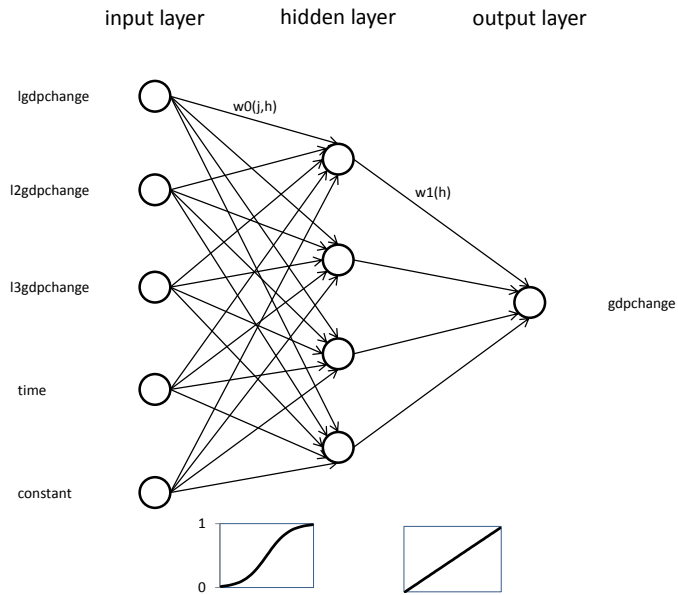 input layer
hidden layer
output layer
lgdpchange
w0(j,h)
l2gdpchange
w1(h)
l3gdpchange
gdpchange
time
constant
1
0